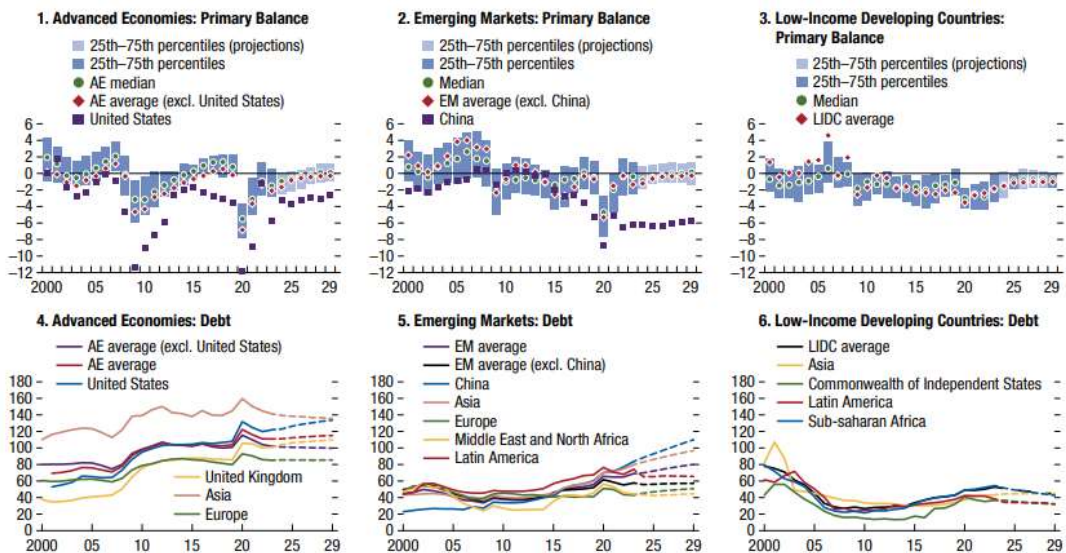 1. Advanced Economies: Primary Balance
25th–75th percentiles (projections)
25th–75th percentiles
AE median
AE average (excl. United States)
United States
6
4
2
0
−2
−4
−6
−8
−10
−12
2000 05 10 15 20 25 29
2. Emerging Markets: Primary Balance
25th–75th percentiles (projections)
25th–75th percentiles
Median
EM average (excl. China)
China
6
4
2
0
−2
−4
−6
−8
−10
−12
2000 05 10 15 20 25 29
3. Low-Income Developing Countries:
Primary Balance
25th–75th percentiles (projections)
25th–75th percentiles
Median
LIDC average
6
4
2
0
−2
−4
−6
−8
−10
−12
2000 05 10 15 20 25 29
4. Advanced Economies: Debt
AE average (excl. United States)
AE average
United States
180
160
140
120
100
80
60
40
20
0
United Kingdom
Asia
Europe
2000 05 10 15 20 25 29
5. Emerging Markets: Debt
EM average
EM average (excl. China)
China
Asia
Europe
Middle East and North Africa
Latin America
180
160
140
120
100
80
60
40
20
0
2000 05 10 15 20 25 29
6. Low-Income Developing Countries: Debt
LIDC average
Asia
Commonwealth of Independent States
Latin America
Sub-saharan Africa
180
160
140
120
100
80
60
40
20
0
2000 05 10 15 20 25 29